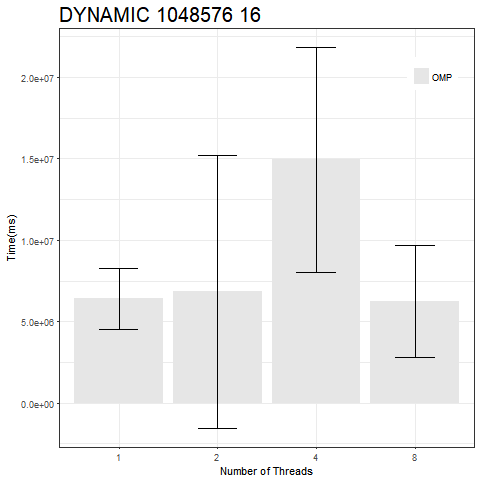 DYNAMIC 1048576 16
2.0e+07
1.5e+07
1.0e+07
5.0e+06
0.0e+00
Time(ms)
OMP
1 2 4 8
Number of Threads